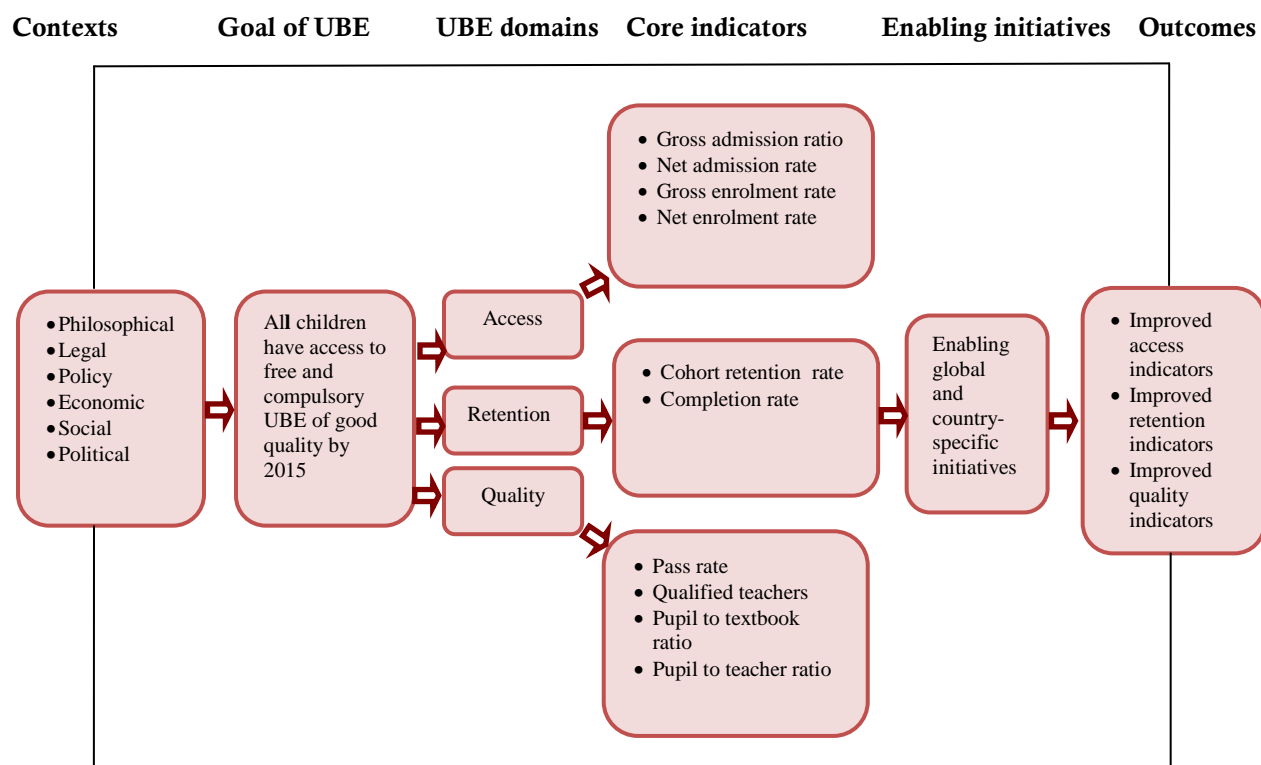 Contexts Goal of UBE UBE domains Core indicators Enabling initiatives Outcomes
• Philosophical
• Legal
• Policy
• Economic
• Social
• Political
All children
have access to
free and
compulsory
UBE of good
quality by
2015
Access
Retention
Quality
• Gross admission ratio
• Net admission rate
• Gross enrolment rate
• Net enrolment rate
• Cohort retention rate
• Completion rate
• Pass rate
• Qualified teachers
• Pupil to textbook
ratio
• Pupil to teacher ratio
Enabling
global
and
country-
specific
initiatives
• Improved
access
indicators
• Improved
retention
indicators
• Improved
quality
indicators